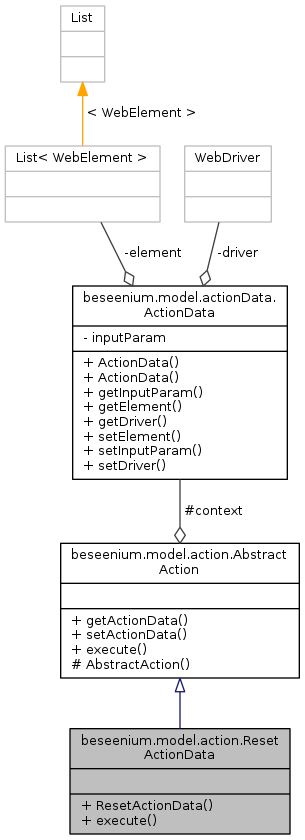 List
< WebElement >
List< WebElement >
WebDriver
-element
-driver
beseenium.model.actionData.
ActionData
- inputParam
+ ActionData()
+ ActionData()
+ getInputParam()
+ getElement()
+ getDriver()
+ setElement()
+ setInputParam()
+ setDriver()
#context
beseenium.model.action.Abstract
Action
+ getActionData()
+ setActionData()
+ execute()
# AbstractAction()
beseenium.model.action.Reset
ActionData
+ ResetActionData()
+ execute()